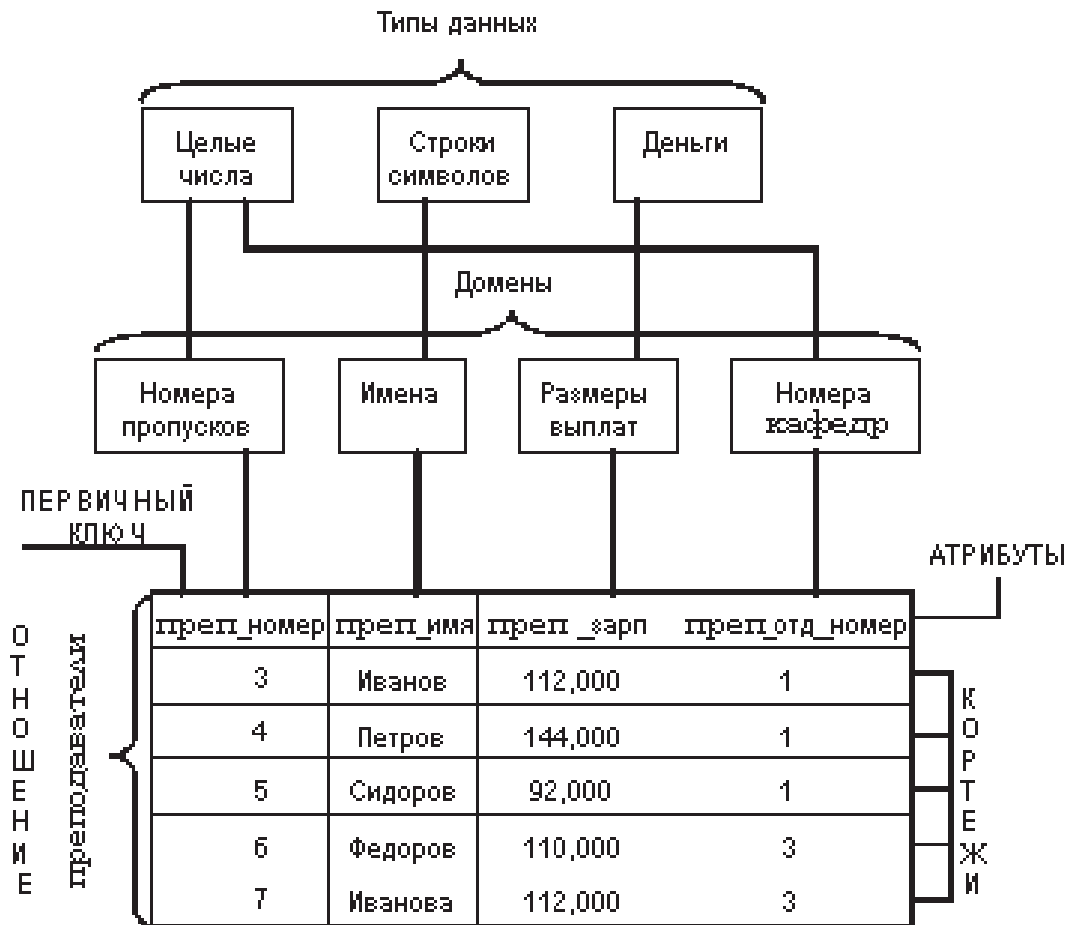 Типы данных
Целые числа
Строки символов
Деньги
Домены
Номера пропусков
Имена
Размеры выплат
Номера кафедр
ПЕРВИЧНЫЙ КЛЮЧ
АТРИБУТЫ
ОТНОШЕНИЕ
преподаватели
преп_номер преп_имя преп_зарп преп_отд_номер
3 Иванов 112,000 1
4 Петров 144,000 1
5 Сидоров 92,000 1
6 Федоров 110,000 3
7 Иванова 112,000 3
КОРТЕЖИ